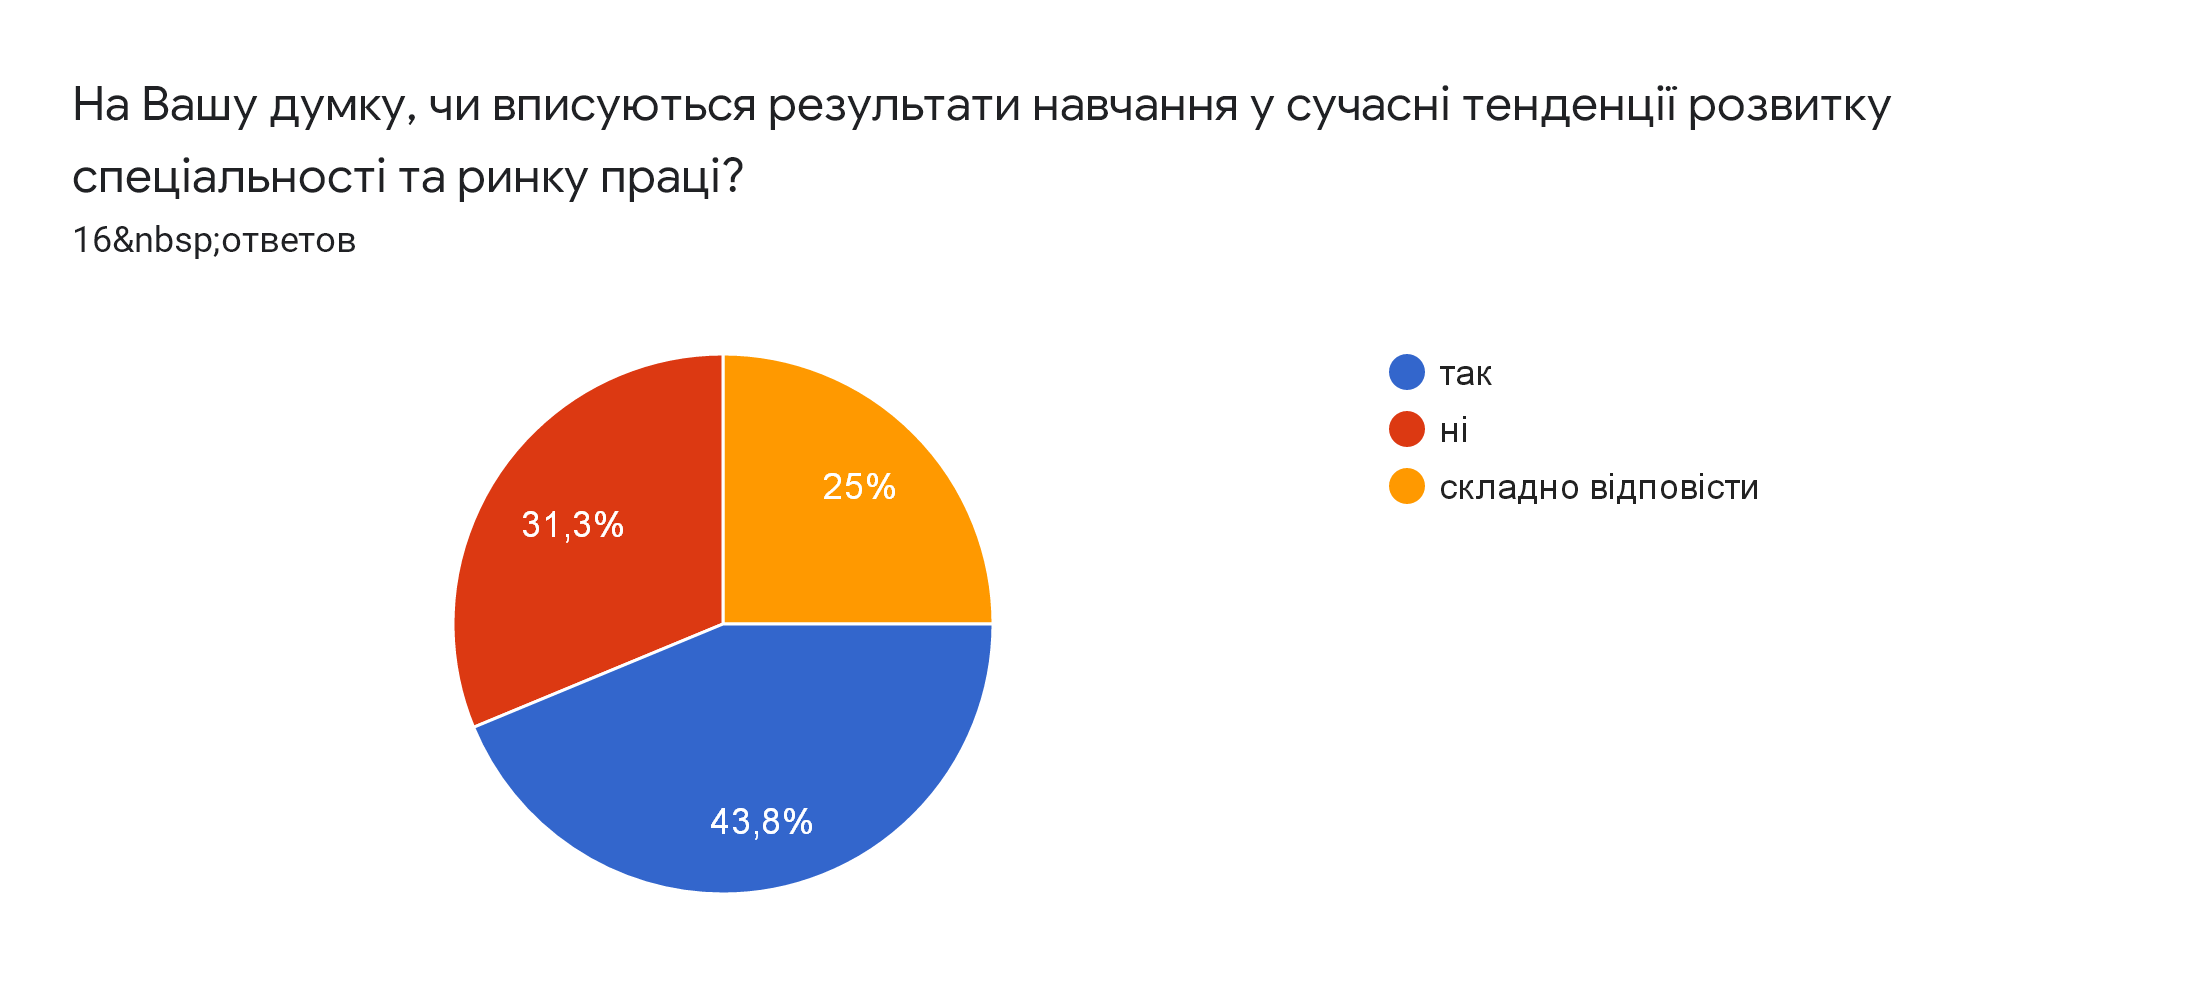 На Вашу думку, чи вписуються результати навчання у сучасні тенденції розвитку
спеціальності та ринку праці?
16&nbsp;ответов
так
ні
складно відповісти
25%
31,3%
43,8%